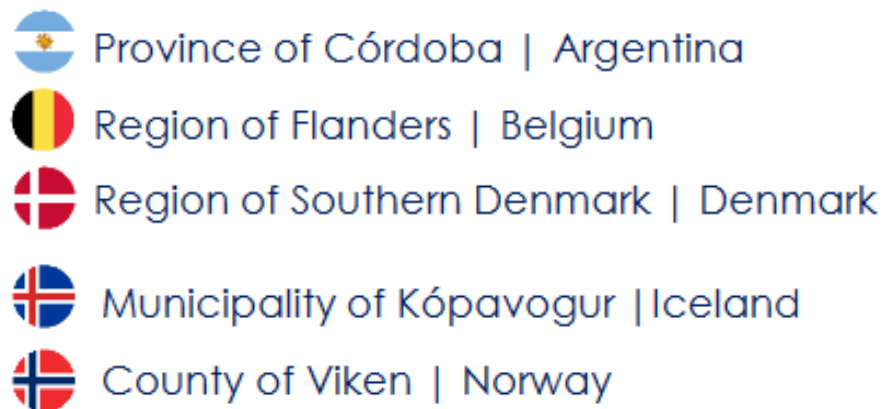 Province of Córdoba | Argentina
Region of Flanders | Belgium
Region of Southern Denmark | Denmark
Municipality of Kópavogur |Iceland
County of Viken | Norway